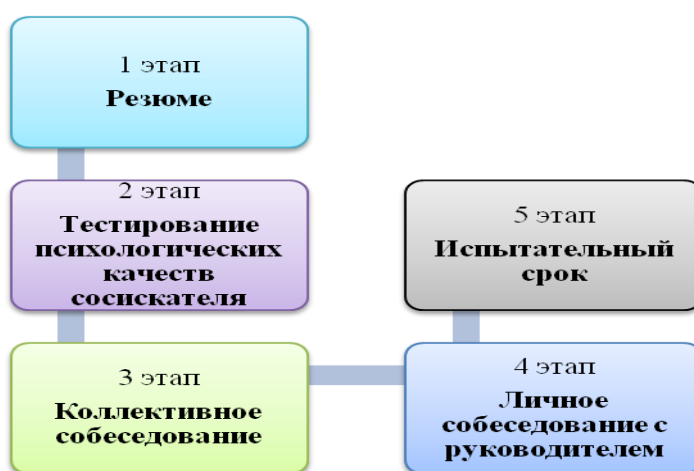 1 этап
Резюме
2 этап
Тестирование
психологических
качеств
сосискателя
3 этап
Коллективное
собеседование
4 этап
Личное
собеседование с
руководителем
5 этап
Испытательный
срок